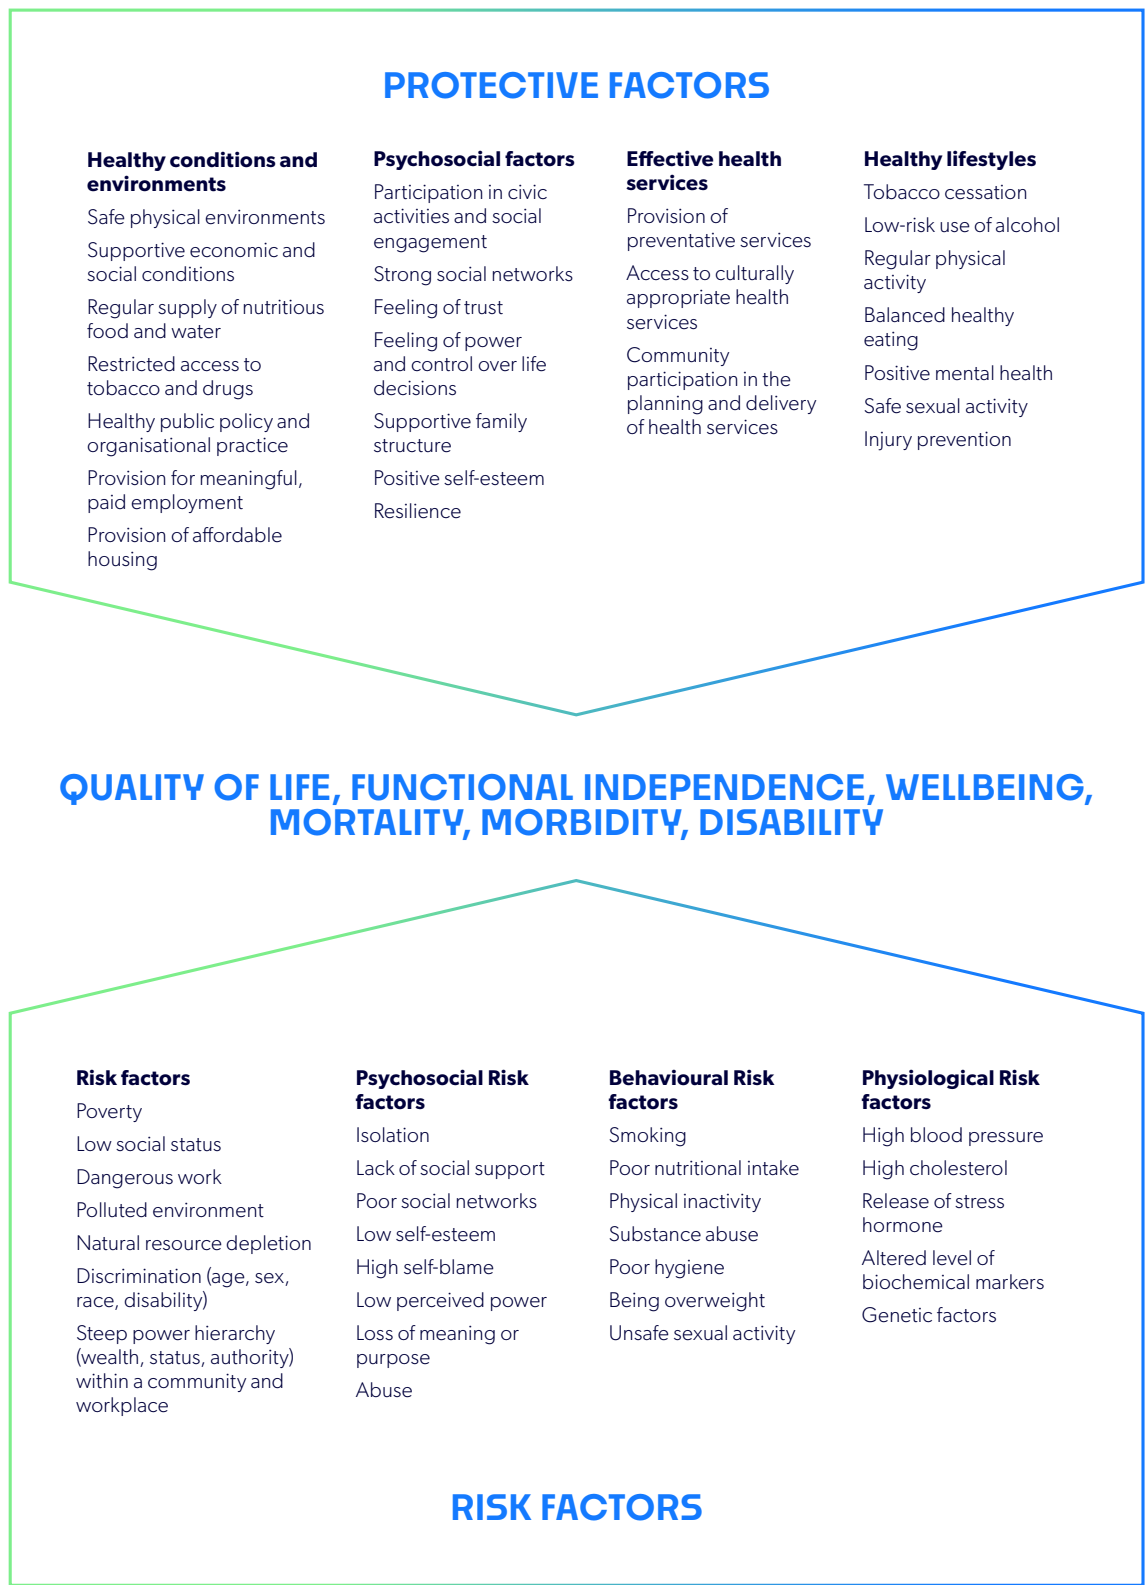 PROTECTIVE FACTORS
Healthy conditions and
environments
Safe physical environments
Supportive economic and
social conditions
Regular supply of nutritious
food and water
Restricted access to
tobacco and drugs
Healthy public policy and
organisational practice
Provision for meaningful,
paid employment
Provision of affordable
housing
Psychosocial factors
Participation in civic
activities and social
engagement
Strong social networks
Feeling of trust
Feeling of power
and control over life
decisions
Supportive family
structure
Positive self-esteem
Resilience
Effective health
services
Provision of
preventative services
Access to culturally
appropriate health
services
Community
participation in the
planning and delivery
of health services
Healthy lifestyles
Tobacco cessation
Low-risk use of alcohol
Regular physical
activity
Balanced healthy
eating
Positive mental health
Safe sexual activity
Injury prevention
QUALITY OF LIFE, FUNCTIONAL INDEPENDENCE, WELLBEING,
MORTALITY, MORBIDITY, DISABILITY
Risk factors
Poverty
Low social status
Dangerous work
Polluted environment
Natural resource depletion
Discrimination (age, sex,
race, disability)
Steep power hierarchy
(wealth, status, authority)
within a community and
workplace
Psychosocial Risk
factors
Isolation
Lack of social support
Poor social networks
Low self-esteem
High self-blame
Low perceived power
Loss of meaning or
purpose
Abuse
Behavioural Risk
factors
Smoking
Poor nutritional intake
Physical inactivity
Substance abuse
Poor hygiene
Being overweight
Unsafe sexual activity
Physiological Risk
factors
High blood pressure
High cholesterol
Release of stress
hormone
Altered level of
biochemical markers
Genetic factors
RISK FACTORS